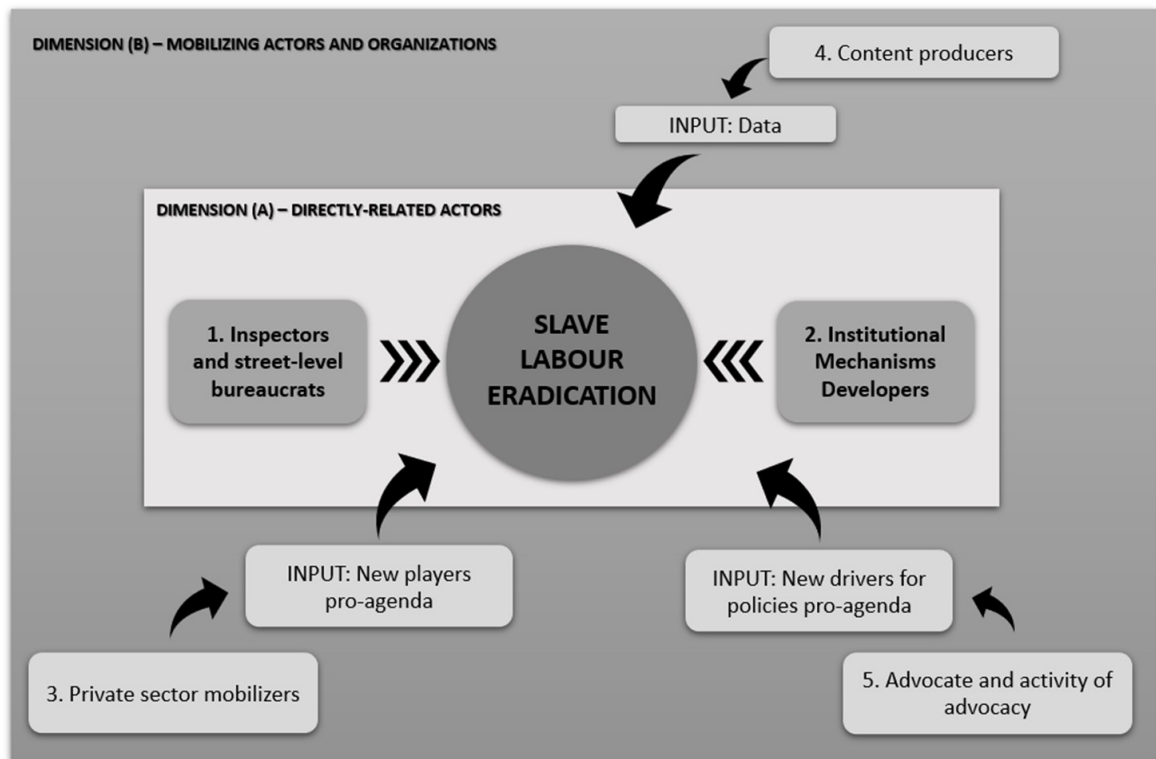 DIMENSION (B) – MOBILIZING ACTORS AND ORGANIZATIONS
4. Content producers
INPUT: Data
DIMENSION (A) – DIRECTLY-RELATED ACTORS
1. Inspectors
and street-level
bureaucrats
SLAVE
LABOUR
ERADICATION
2. Institutional
Mechanisms
Developers
INPUT: New players
pro-agenda
INPUT: New drivers for
policies pro-agenda
3. Private sector mobilizers
5. Advocate and activity of
advocacy